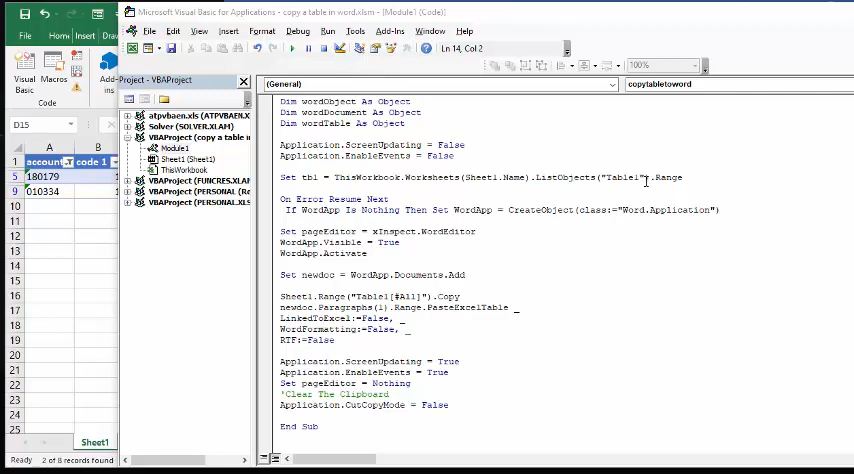 Microsoft Visual Basic for Applications - copy a table in word.xlsm - [Module1 (Code)]
File Edit View Insert Format Debug Run Tools Add-Ins Window Help
Ln 14, Col 2
100%
File Home Insert
Visual Basic Macros Add-ins
Code
D15
A B
1 account code 1
5 180179 1
9 010334 1
10
11
12
13
14
15
16
17
18
19
20
21
22
23
24
25
Sheet1
Ready 2 of 8 records found
Project - VBAProject
atpvbaen.xls (ATPVBAEN.
Solver (SOLVER.XLAM)
VBAProject (copy a table in
Module1
Sheet1 (Sheet1)
ThisWorkbook
VBAProject (FUNCRES.XLAM
VBAProject (PERSONAL (Re
VBAProject (PERSONAL.XLS
(General) copytabletoword
Dim wordObject As Object
Dim wordDocument As Object
Dim wordTable As Object
Application.ScreenUpdating = False
Application.EnableEvents = False
Set tbl = ThisWorkbook.Worksheets(Sheet1.Name).ListObjects("Table1").Range
On Error Resume Next
If WordApp Is Nothing Then Set WordApp = CreateObject(class:="Word.Application")
Set pageEditor = xInspect.WordEditor
WordApp.Visible = True
WordApp.Activate
Set newdoc = WordApp.Documents.Add
Sheet1.Range("Table1[#All]").Copy
newdoc.Paragraphs(1).Range.PasteExcelTable _
LinkedToExcel:=False, _
WordFormatting:=False, _
RTF:=False
Application.ScreenUpdating = True
Application.EnableEvents = True
Set pageEditor = Nothing
'Clear The Clipboard
Application.CutCopyMode = False
End Sub